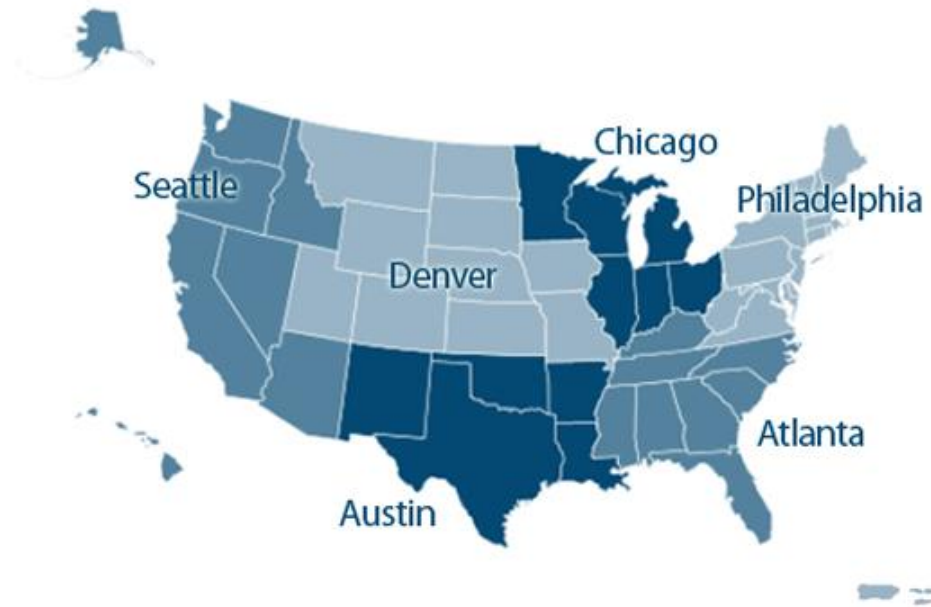 Chicago
Seattle
Philadelphia
Denver
Atlanta
Austin